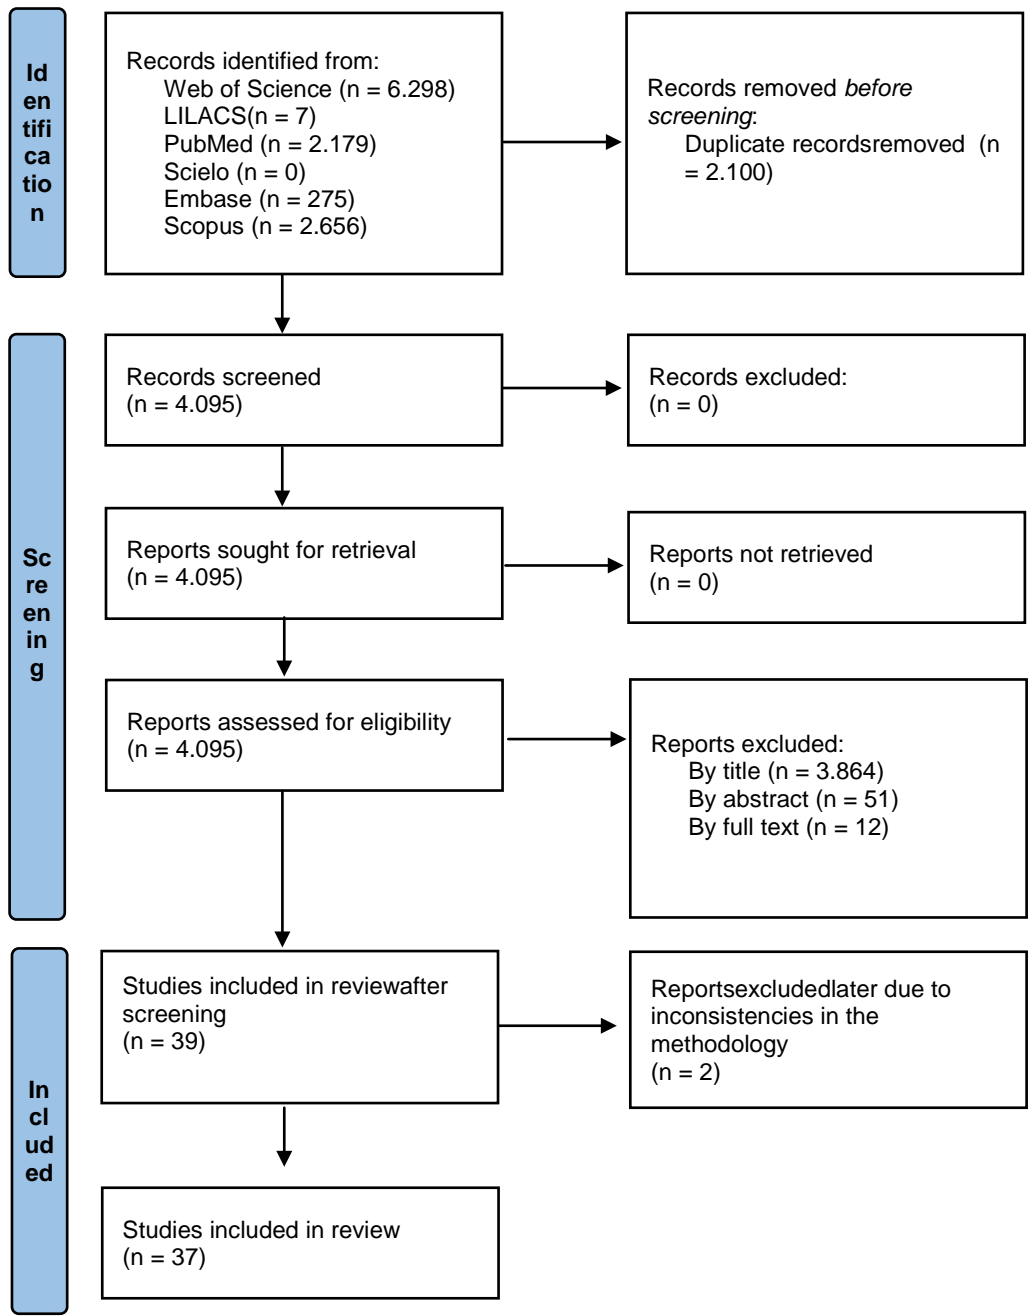 Id
en
tifi
ca
tio
n
Records identified from:
Web of Science (n = 6.298)
LILACS(n = 7)
PubMed (n = 2.179)
Scielo (n = 0)
Embase (n = 275)
Scopus (n = 2.656)
Records removed before
screening:
Duplicate recordsremoved (n
= 2.100)
Sc
re
en
in
g
Records screened
(n = 4.095)
Records excluded:
(n = 0)
Reports sought for retrieval
(n = 4.095)
Reports not retrieved
(n = 0)
Reports assessed for eligibility
(n = 4.095)
Reports excluded:
By title (n = 3.864)
By abstract (n = 51)
By full text (n = 12)
In
cl
ud
ed
Studies included in reviewafter
screening
(n = 39)
Reportsexcludedlater due to
inconsistencies in the
methodology
(n = 2)
Studies included in review
(n = 37)